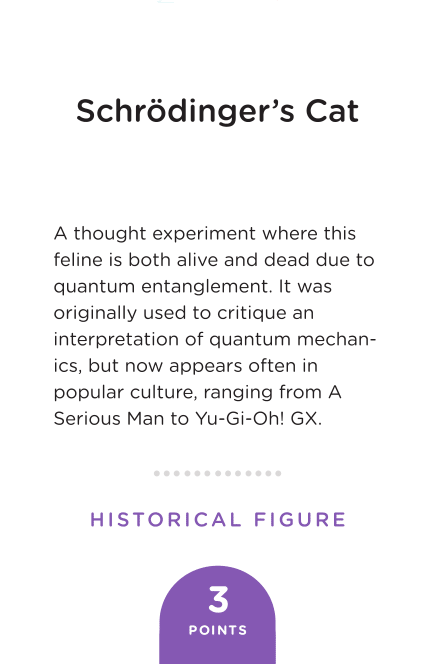 Schrödinger’s Cat
A thought experiment where this
feline is both alive and dead due to
quantum entanglement. It was
originally used to critique an
interpretation of quantum mechan-
ics, but now appears often in
popular culture, ranging from A
Serious Man to Yu-Gi-Oh! GX.
HISTORICAL FIGURE
3
POINTS